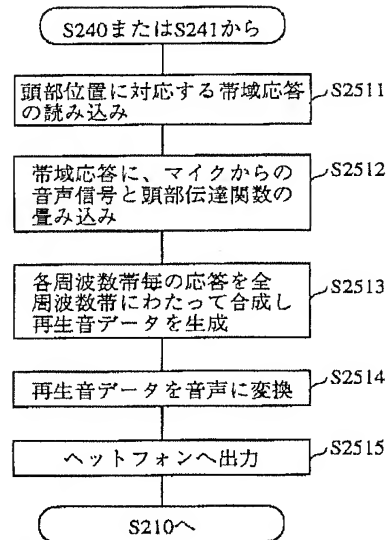 S240またはS241から
頭部位置に対応する帯域応答
の読み込み
S2511
帯域応答に、マイクからの
音声信号と頭部伝達関数の
畳み込み
S2512
各周波数帯毎の応答を全
周波数帯にわたって合成し
再生音データを生成
S2513
再生音データを音声に変換
S2514
ヘットフォンへ出力
S2515
S210へ